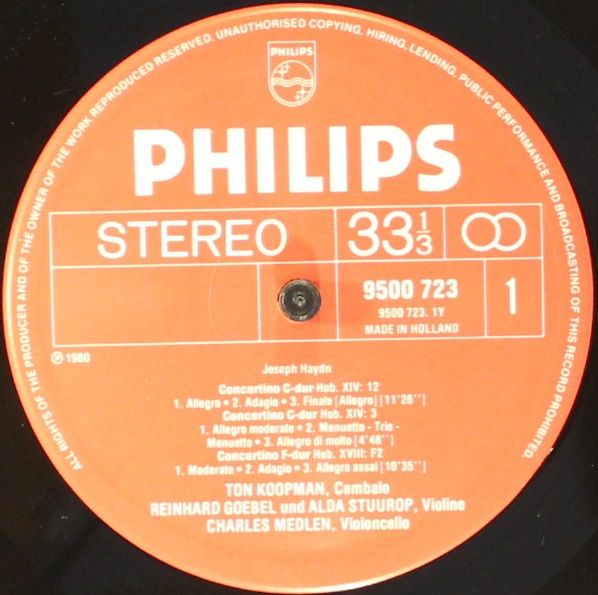 ALL RIGHTS OF THE PRODUCER AND OF THE OWNER OF THE WORK REPRODUCED RESERVED. UNAUTHORISED COPYING, HIRING, LENDING, PUBLIC PERFORMANCE AND BROADCASTING OF THIS RECORD PROHIBITED.
PHILIPS
PHILIPS
STEREO
33 1/3
9500 723
9500 723. 1Y
MADE IN HOLLAND
1
℗ 1980
Joseph Haydn
Concertino C-dur Hob. XIV: 12
1. Allegro • 2. Adagio • 3. Finale [Allegro] [11'26'']
Concertino C-dur Hob. XIV: 3
1. Allegro moderato • 2. Menuetto - Trio -
Menuetto • 3. Allegro di molto [4'48'']
Concertino F-dur Hob. XVIII: F2
1. Moderato • 2. Adagio • 3. Allegro assai [10'35'']
TON KOOPMAN, Cembalo
REINHARD GOEBEL und ALDA STUUROP, Violine
CHARLES MEDLEN, Violoncello